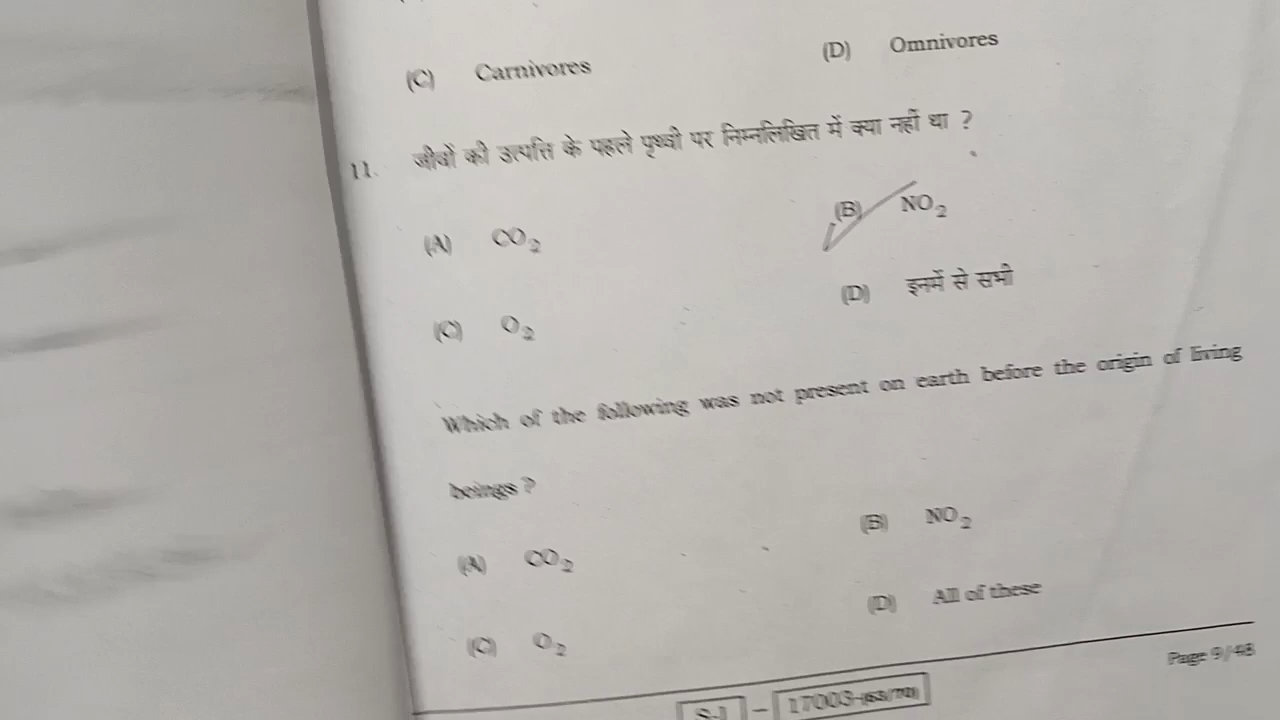 (C) Carnivores (D) Omnivores
11. जीवों की उत्पत्ति के पहले पृथ्वी पर निम्नलिखित में क्या नहीं था ?
(A) CO2 (B) NO2
(C) O2 (D) इनमें से सभी
Which of the following was not present on earth before the origin of living
beings ?
(A) CO2 (B) NO2
(C) O2 (D) All of these
Page 9/48
S-I – 17003-(63/70)